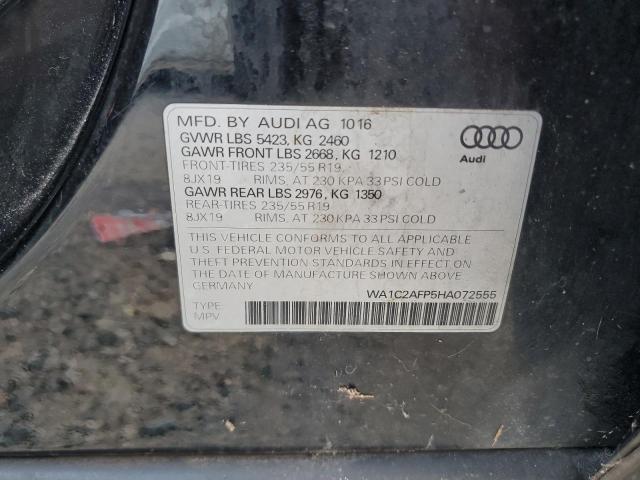 MFD. BY AUDI AG 1016
GVWR LBS 5423, KG 2460
GAWR FRONT LBS 2668, KG 1210
FRONT-TIRES 235/55 R19,
8JX19 RIMS, AT 230 KPA 33 PSI COLD
GAWR REAR LBS 2976, KG 1350
REAR-TIRES 235/55 R19
8JX19 RIMS, AT 230 KPA 33 PSI COLD
Audi
THIS VEHICLE CONFORMS TO ALL APPLICABLE
U.S. FEDERAL MOTOR VEHICLE SAFETY AND
THEFT PREVENTION STANDARDS IN EFFECT ON THE
DATE OF MANUFACTURE SHOWN ABOVE
GERMANY
WA1C2AFP5HA072555
TYPE:
MPV